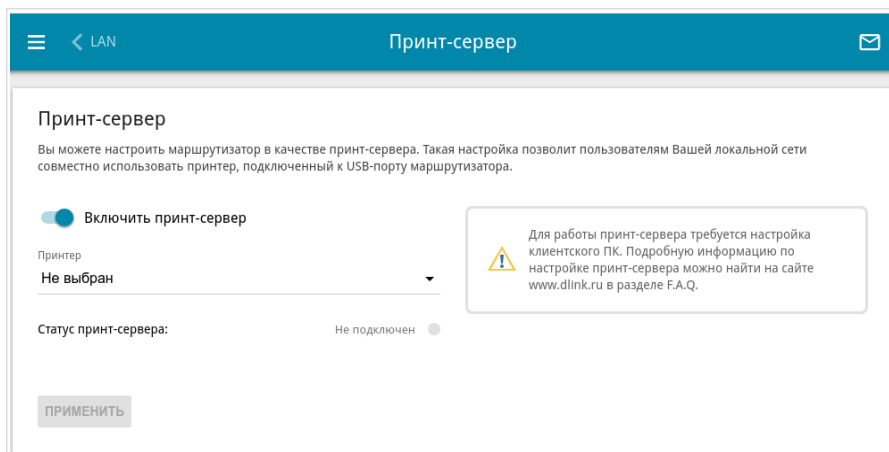 LAN
Принт-сервер
Принт-сервер
Вы можете настроить маршрутизатор в качестве принт-сервера. Такая настройка позволит пользователям Вашей локальной сети
совместно использовать принтер, подключенный к USB-порту маршрутизатора.
Включить принт-сервер
Принтер
Не выбран
Статус принт-сервера:
Не подключен
Для работы принт-сервера требуется настройка
клиентского ПК. Подробную информацию по
настройке принт-сервера можно найти на сайте
www.dlink.ru в разделе F.A.Q.
ПРИМЕНИТЬ